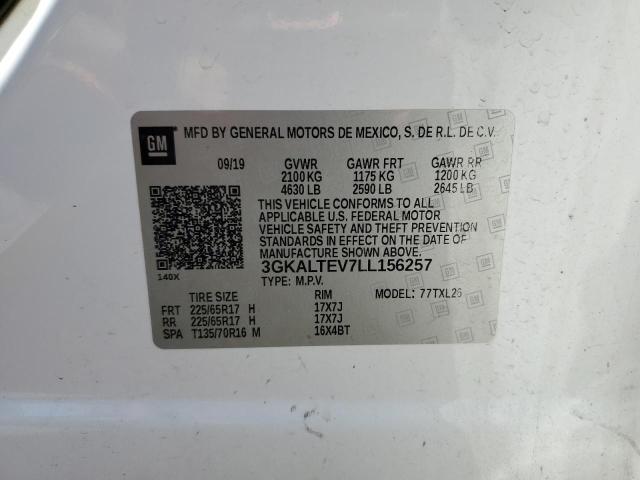 GM MFD BY GENERAL MOTORS DE MEXICO, S. DE R.L. DE C.V.
09/19 GVWR GAWR FRT GAWR RR
2100 KG 1175 KG 1200 KG
4630 LB 2590 LB 2645 LB
THIS VEHICLE CONFORMS TO ALL
APPLICABLE U.S. FEDERAL MOTOR
VEHICLE SAFETY AND THEFT PREVENTION
STANDARDS IN EFFECT ON THE DATE OF
MANUFACTURE SHOWN ABOVE.
140X 3GKALTEV7LL156257
TYPE: M.P.V. MODEL: 77TXL26
TIRE SIZE RIM
FRT 225/65R17 H 17X7J
RR 225/65R17 H 17X7J
SPA T135/70R16 M 16X4BT